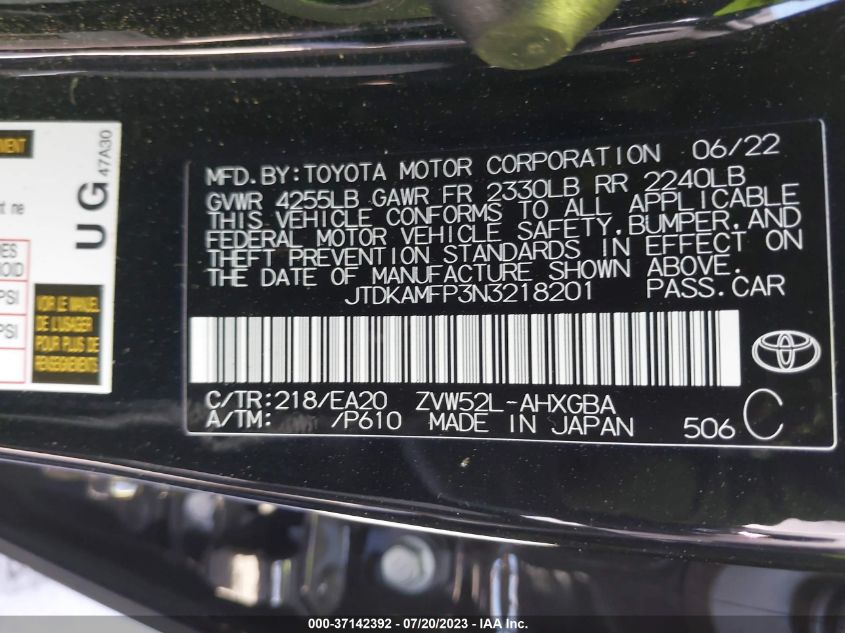 MFD.BY:TOYOTA MOTOR CORPORATION 06/22
GVWR 4255LB GAWR FR 2330LB RR 2240LB
THIS VEHICLE CONFORMS TO ALL APPLICABLE
FEDERAL MOTOR VEHICLE SAFETY,BUMPER,AND
THEFT PREVENTION STANDARDS IN EFFECT ON
THE DATE OF MANUFACTURE SHOWN ABOVE.
JTDKAMFP3N3218201 PASS.CAR
C/TR:218/EA20 ZVW52L-AHXGBA
A/TM: /P610 MADE IN JAPAN 506 C
UG 47A30
PSI
PSI
VOIR LE MANUEL
DE L'USAGER
POUR PLUS DE
RENSEIGNEMENTS
000-37142392 - 07/20/2023 - IAAI Inc.